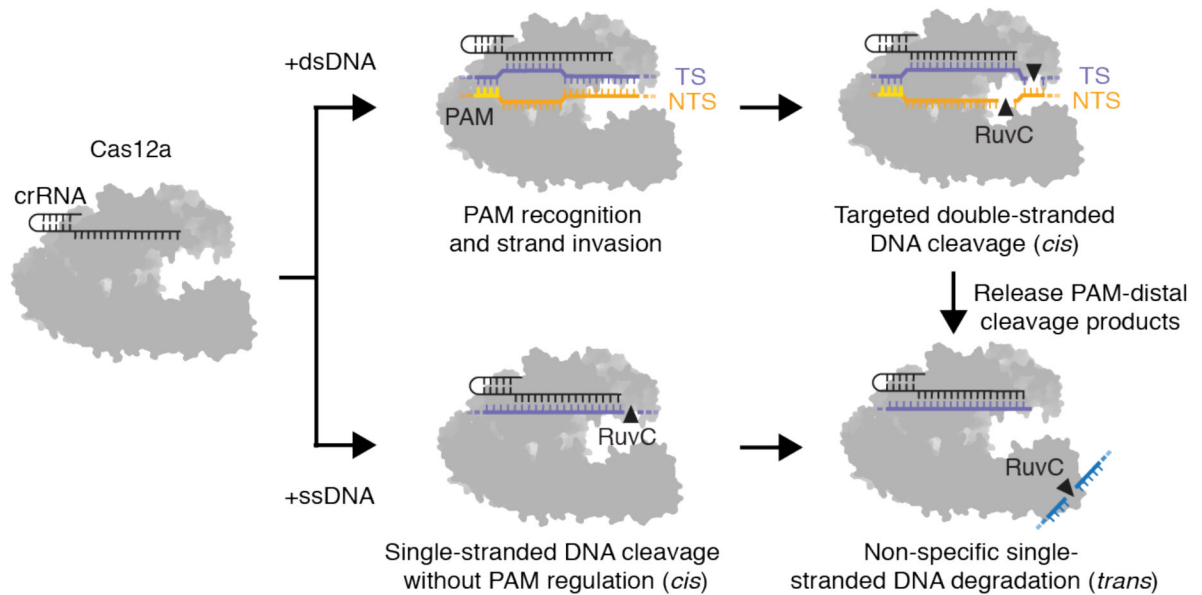 Cas12a
crRNA
+dsDNA
PAM
TS
NTS
PAM recognition
and strand invasion
TS
NTS
RuvC
Targeted double-stranded
DNA cleavage (cis)
Release PAM-distal
cleavage products
+ssDNA
RuvC
Single-stranded DNA cleavage
without PAM regulation (cis)
RuvC
Non-specific single-
stranded DNA degradation (trans)